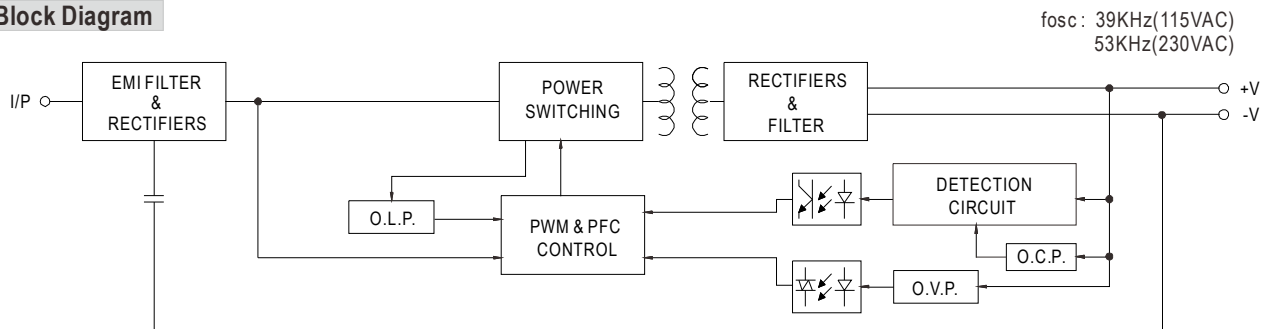 Block Diagram
fosc : 39KHz(115VAC)
53KHz(230VAC)
I/P
EMI FILTER
&
RECTIFIERS
POWER
SWITCHING
RECTIFIERS
&
FILTER
+V
-V
O.L.P.
PWM & PFC
CONTROL
DETECTION
CIRCUIT
O.C.P.
O.V.P.